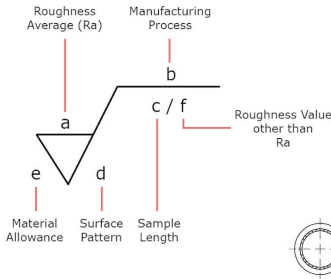 Roughness
Average (Ra)
Manufacturing
Process
b
a
c / f
Roughness Value
other than
Ra
e
d
Material
Allowance
Surface
Pattern
Sample
Length